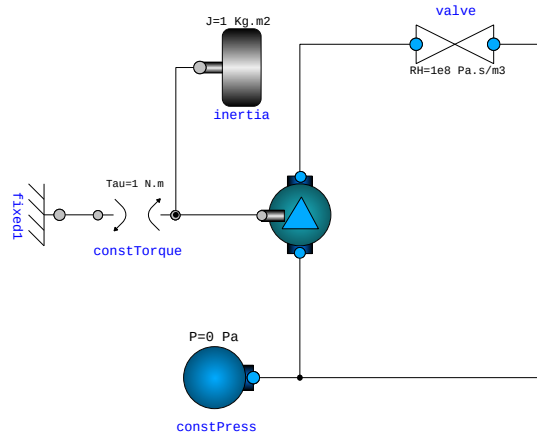 valve
J=1 Kg.m2
RH=1e8 Pa.s/m3
inertia
Tau=1 N.m
fixed1
constTorque
P=0 Pa
constPress